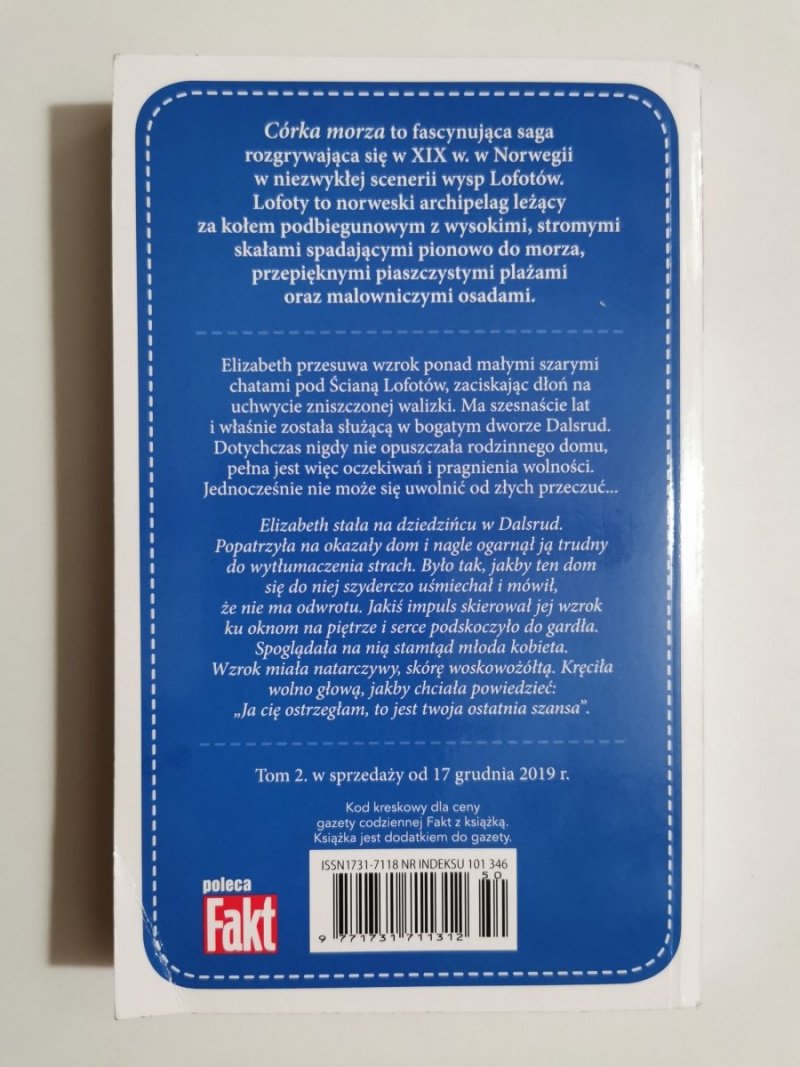 Córka morza to fascynująca saga
rozgrywająca się w XIX w. w Norwegii
w niezwykłej scenerii wysp Lofotów.
Lofoty to norweski archipelag leżący
za kołem podbiegunowym z wysokimi, stromymi
skałami spadającymi pionowo do morza,
przepięknymi piaszczystymi plażami
oraz malowniczymi osadami.
Elizabeth przesuwa wzrok ponad małymi szarymi
chatami pod Ścianą Lofotów, zaciskając dłoń na
uchwycie zniszczonej walizki. Ma szesnaście lat
i właśnie została służącą w bogatym dworze Dalsrud.
Dotychczas nigdy nie opuszczała rodzinnego domu,
pełna jest więc oczekiwań i pragnienia wolności.
Jednocześnie nie może się uwolnić od złych przeczuć...
Elizabeth stała na dziedzińcu w Dalsrud.
Popatrzyła na okazały dom i nagle ogarnął ją trudny
do wytłumaczenia strach. Było tak, jakby ten dom
się do niej szyderczo uśmiechał i mówił,
że nie ma odwrotu. Jakiś impuls skierował jej wzrok
ku oknom na piętrze i serce podskoczyło do gardła.
Spoglądała na nią stamtąd młoda kobieta.
Wzrok miała natarczywy, skórę woskowożółtą. Kręciła
wolno głową, jakby chciała powiedzieć:
„Ja cię ostrzegłam, to jest twoja ostatnia szansa”.
Tom 2. w sprzedaży od 17 grudnia 2019 r.
Kod kreskowy dla ceny
gazety codziennej Fakt z książką.
Książka jest dodatkiem do gazety.
ISSN1731-7118 NR INDEKSU 101 346
50
9 771731 711312
poleca
Fakt